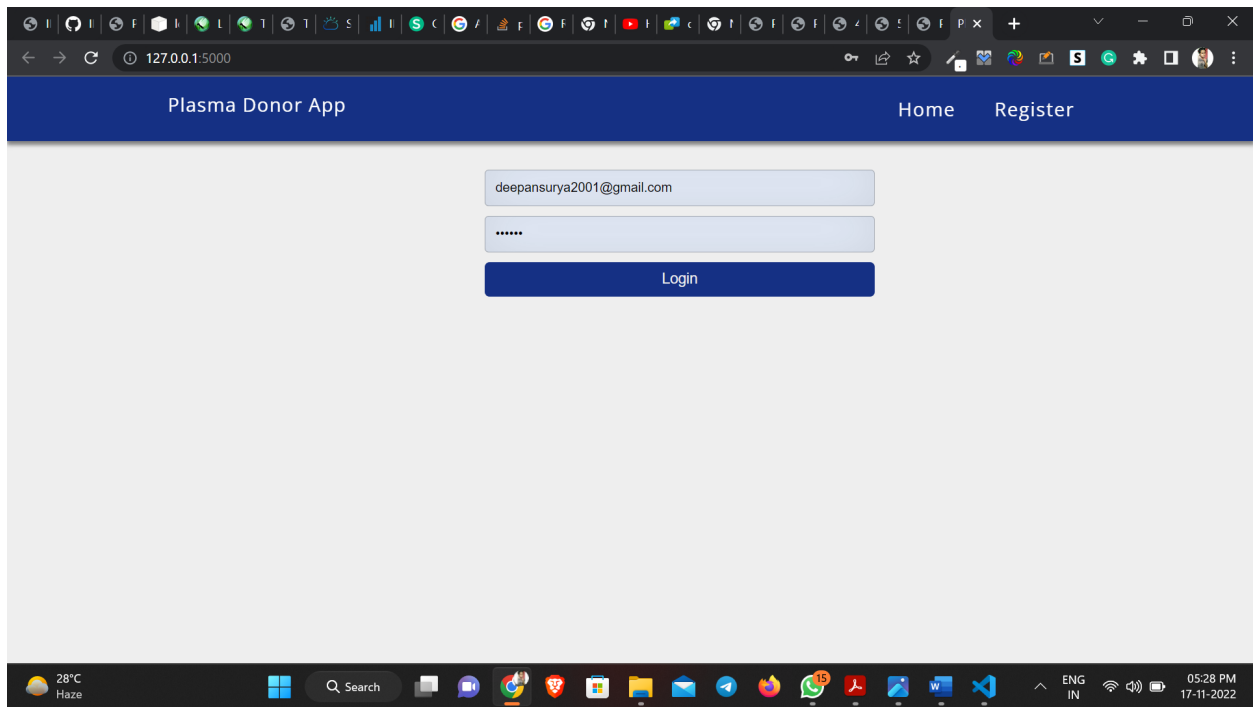 127.0.0.1:5000
Plasma Donor App
Home Register
deepansurya2001@gmail.com
••••••
Login
28°C
Haze
Search
15
ENG
IN
05:28 PM
17-11-2022